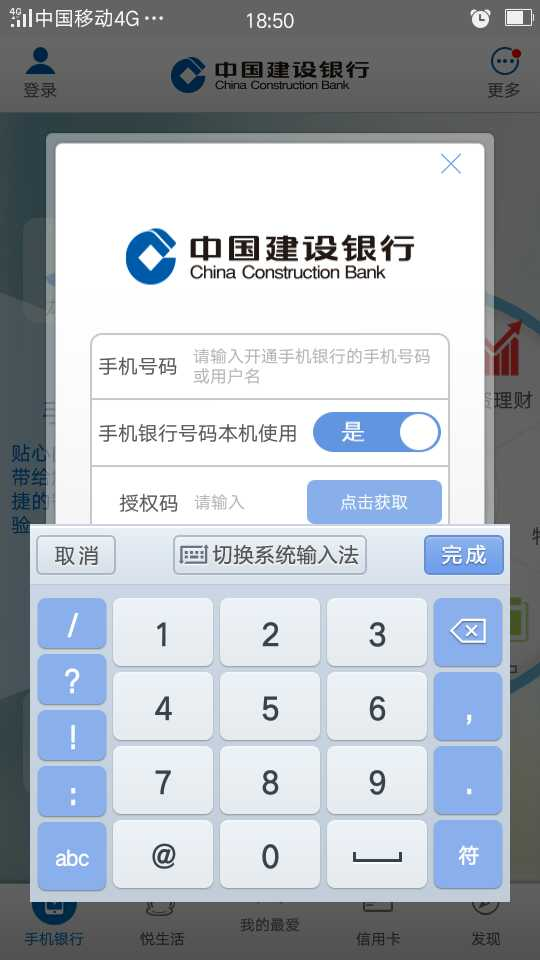 4G 中国移动4G ··· 18:50
登录 中国建设银行 更多
China Construction Bank
中国建设银行
China Construction Bank
手机号码 请输入开通手机银行的手机号码
或用户名
资理财
手机银行号码本机使用 是
贴心
带给
捷的
验
授权码 请输入 点击获取
取消 切换系统输入法 完成
/ 1 2 3
? 4 5 6 ,
! 7 8 9 .
:
abc @ 0 符
手机银行 悦生活 我的最爱 信用卡 发现